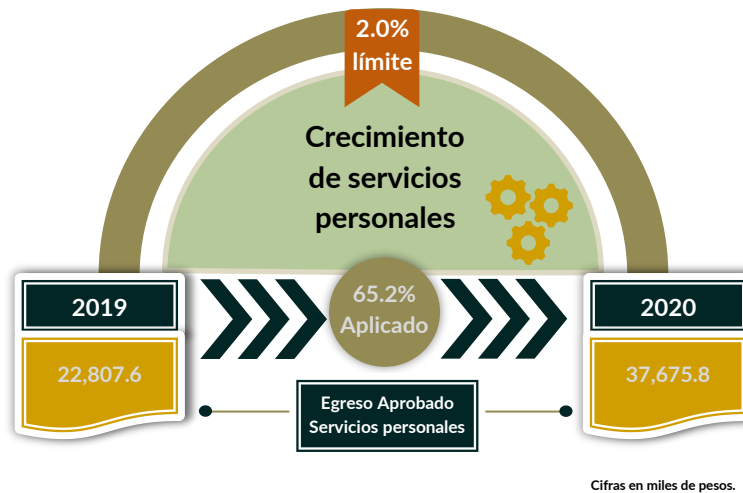 2.0%
límite
Crecimiento
de servicios
personales
2019
65.2%
Aplicado
2020
22,807.6
37,675.8
Egreso Aprobado
Servicios personales
Cifras en miles de pesos.